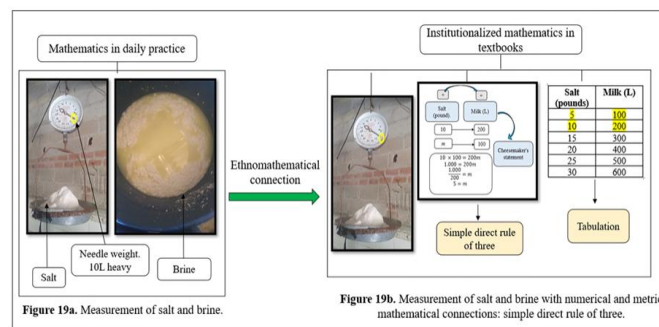 Mathematics in daily practice
Needle weight.
10L heavy
Salt
Brine
Figure 19a. Measurement of salt and brine.
Ethnomathematical
connection
Institutionalized mathematics in
textbooks
Salt
(pound)
Milk (L)
10
200
m
100
Cheesemaker's
statement
10 × 100 = 200m
1.000 = 200m
1.000
200
= m
5 = m
Simple direct rule
of three
Salt
(pounds)
Milk (L)
5 100
10 200
15 300
20 400
25 500
30 600
Tabulation
Figure 19b. Measurement of salt and brine with numerical and metric
mathematical connections: simple direct rule of three.